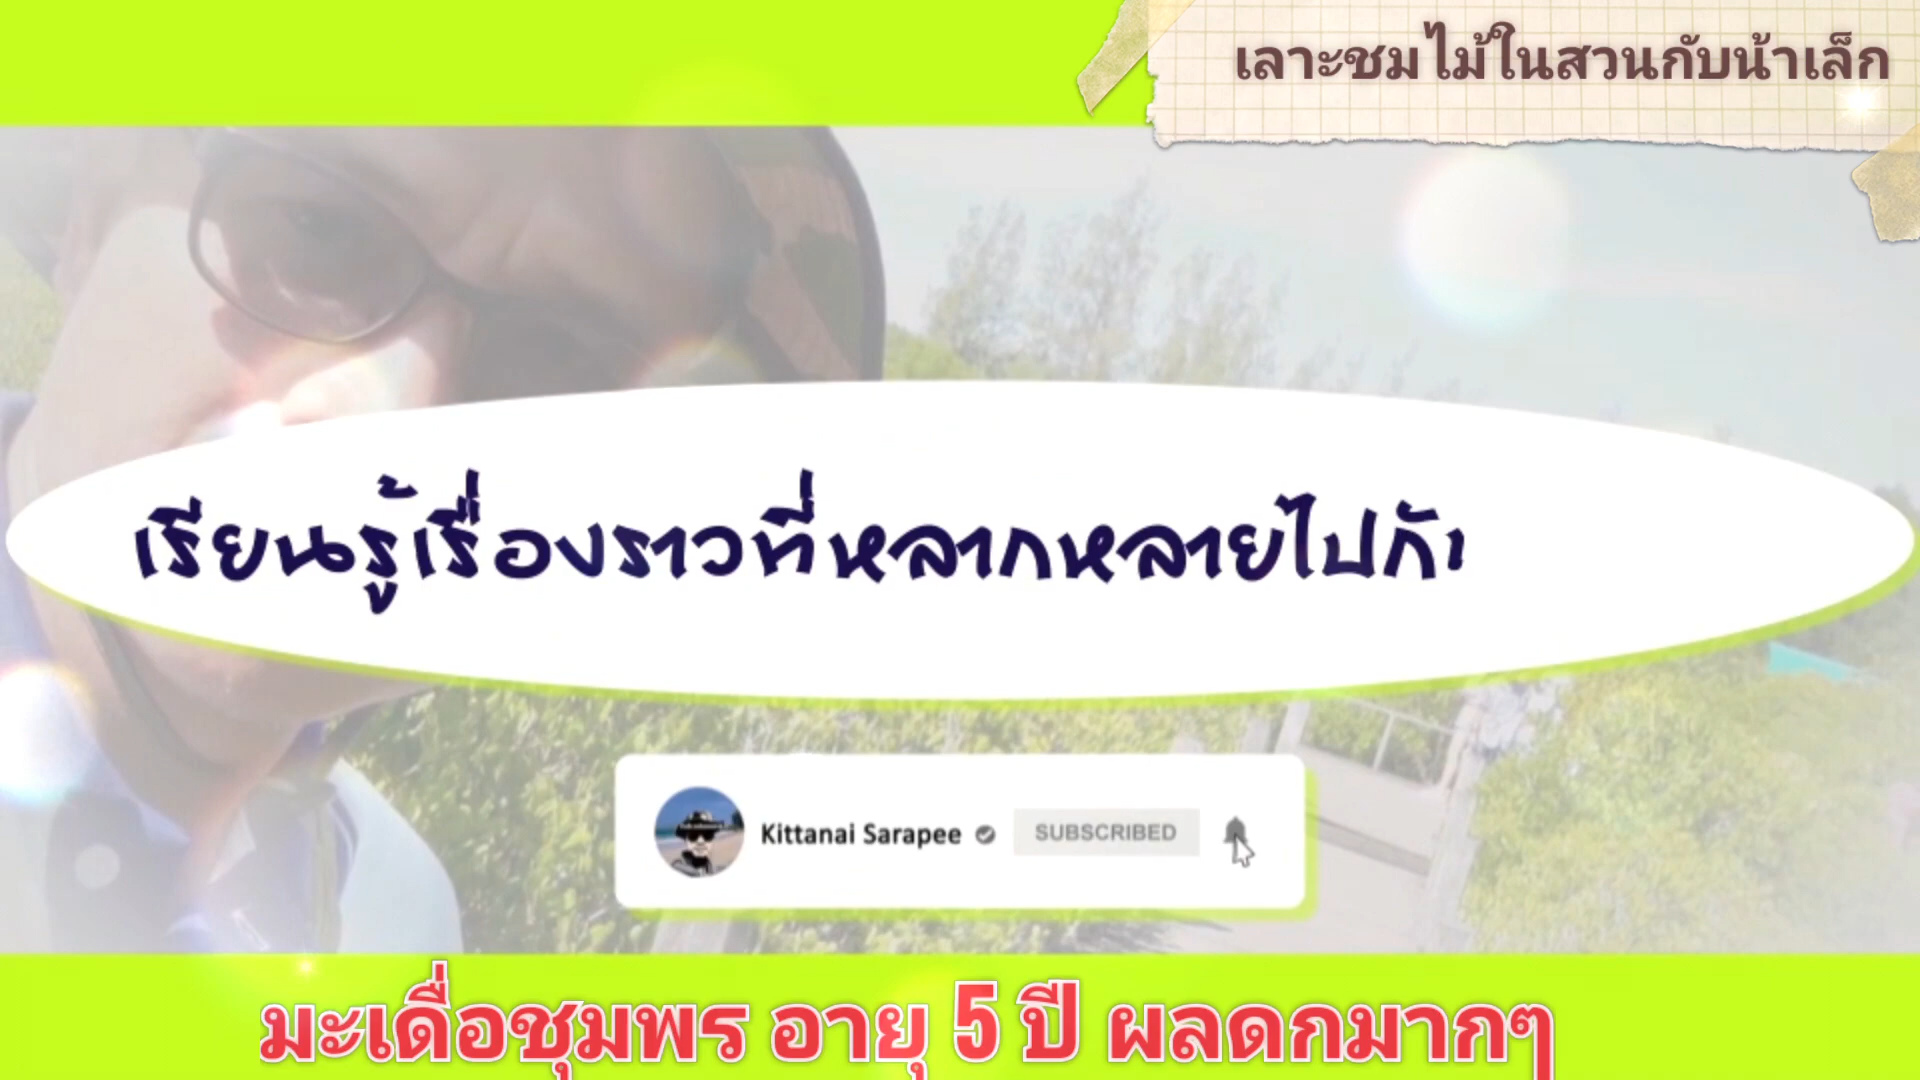 เลาะชมไม้ในสวนกับน้าเล็ก
เรียนรู้เรื่องราวที่หลากหลายไปกั
Kittanai Sarapee
SUBSCRIBED
มะเดื่อชุมพร อายุ 5 ปี ผลดกมากๆ